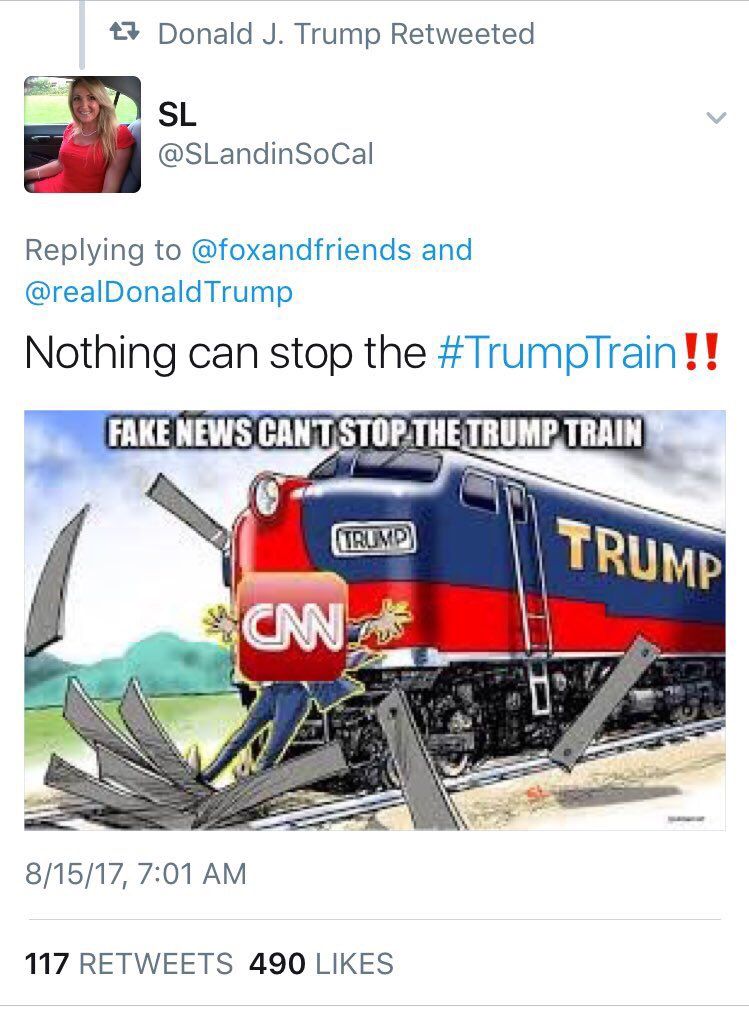 Donald J. Trump Retweeted
SL
@SLandinSoCal
Replying to @foxandfriends and
@realDonaldTrump
Nothing can stop the #TrumpTrain‼️
FAKE NEWS CAN'T STOP THE TRUMP TRAIN
TRUMP
TRUMP
CNN
SL
8/15/17, 7:01 AM
117 RETWEETS 490 LIKES